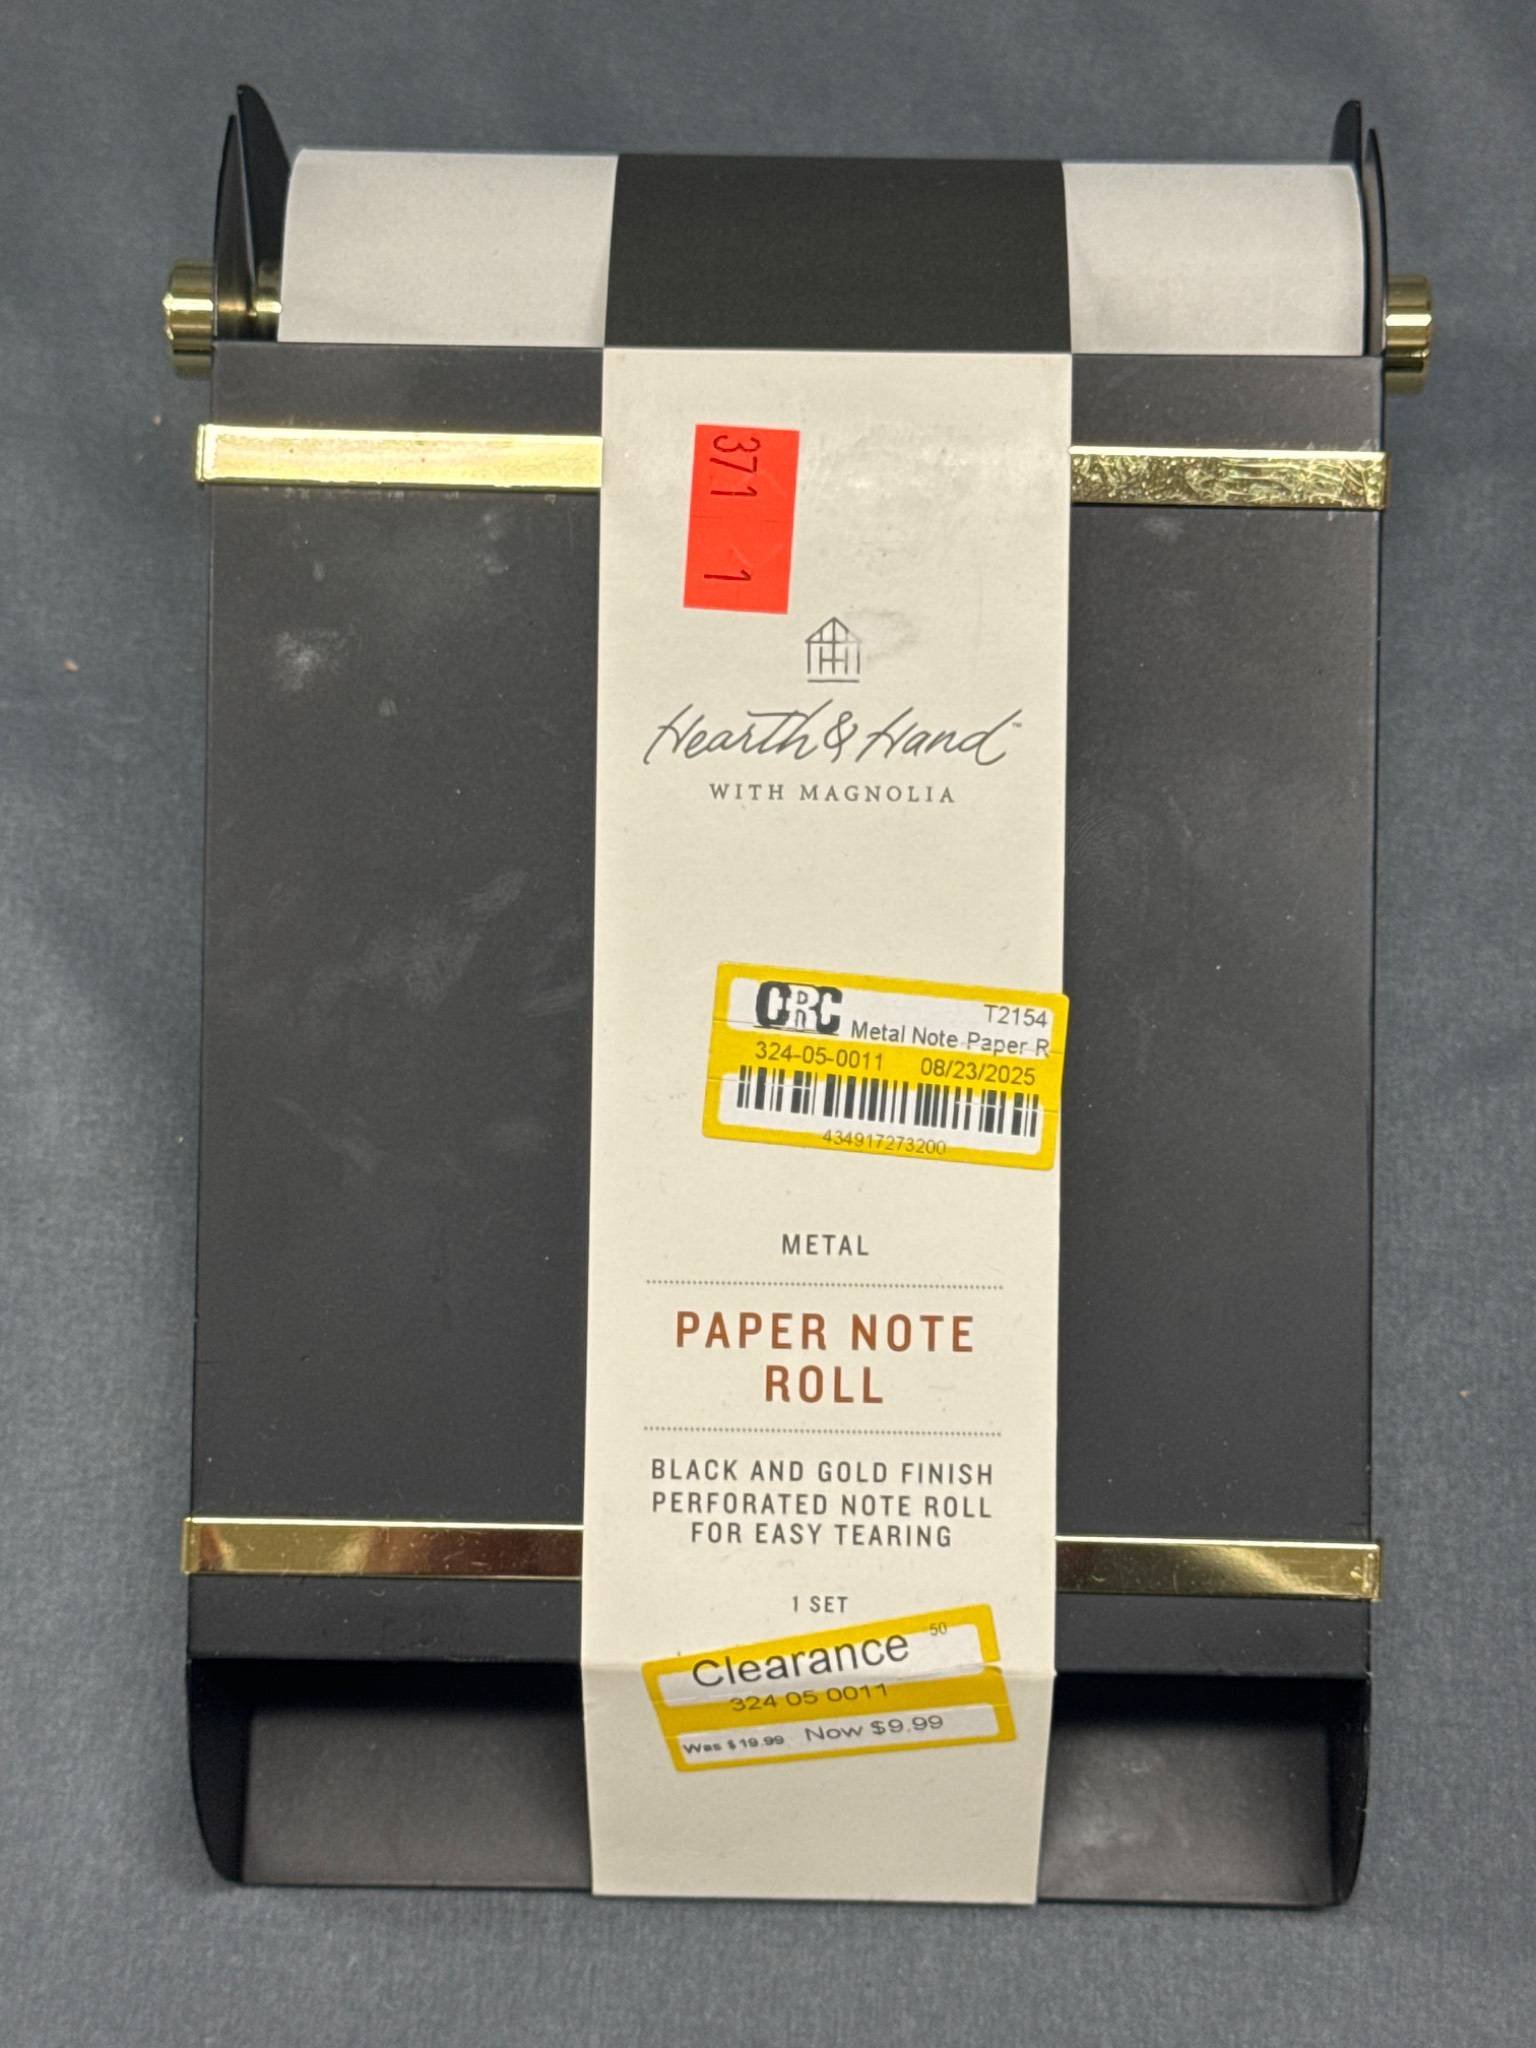 371 1
Hearth & Hand™
WITH MAGNOLIA
CRC
T2154
Metal Note Paper R
324-05-0011 08/23/2025
434917273200
METAL
PAPER NOTE
ROLL
BLACK AND GOLD FINISH
PERFORATED NOTE ROLL
FOR EASY TEARING
1 SET
Clearance 50
324 05 0011
Was $19.99 Now $9.99